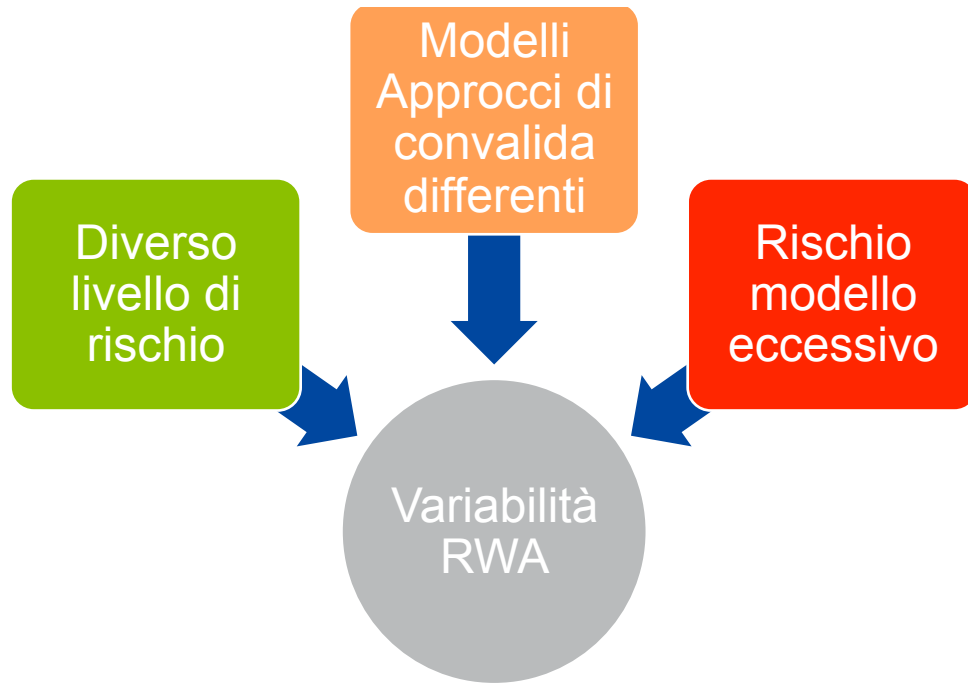 Modelli
Approcci di
convalida
differenti
Diverso
livello di
rischio
Rischio
modello
eccessivo
Variabilità
RWA